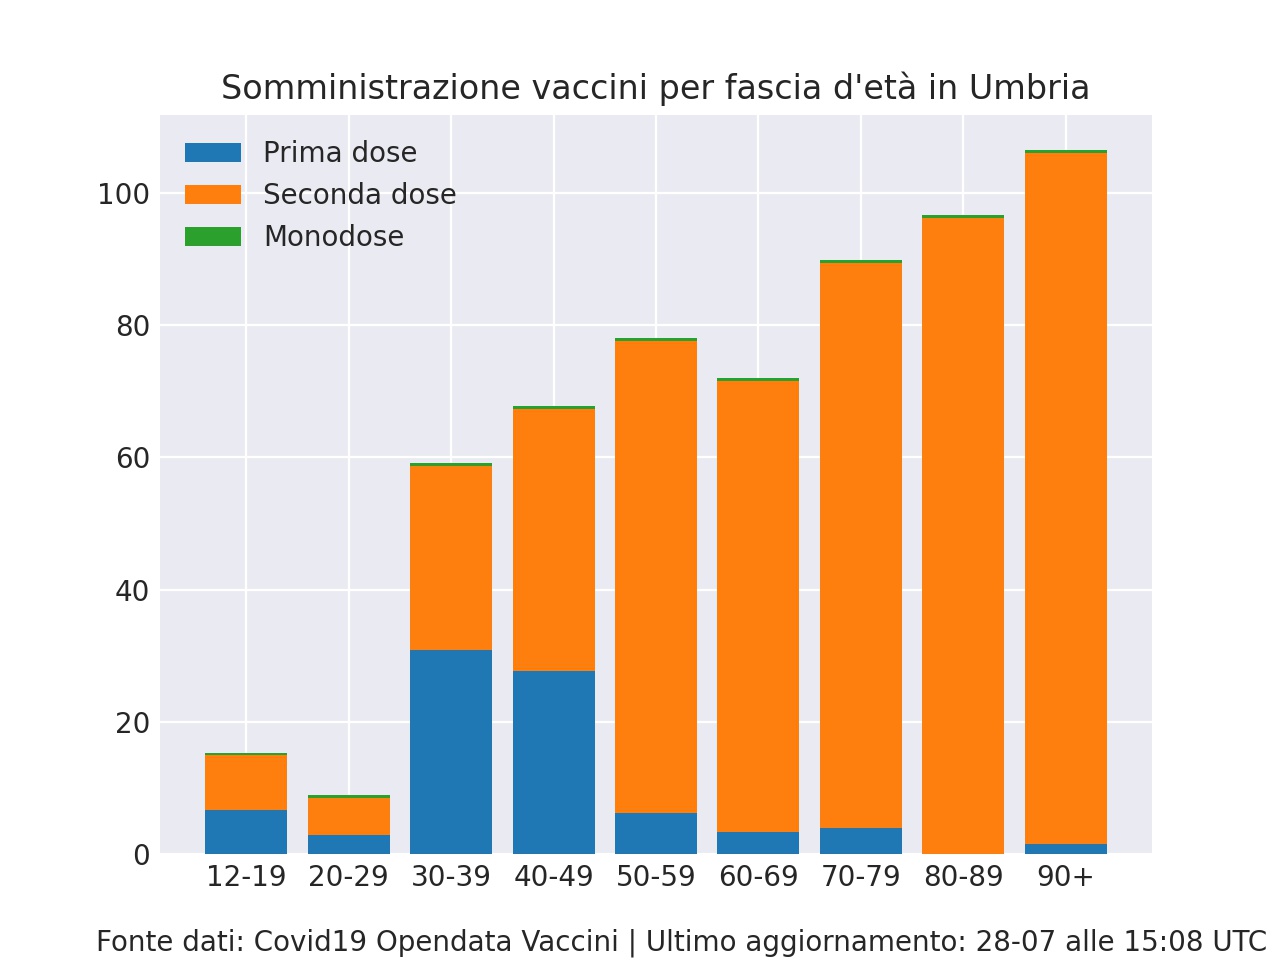 Somministrazione vaccini per fascia d'età in Umbria
Prima dose
Seconda dose
Monodose
100
80
60
40
20
0
12-19 20-29 30-39 40-49 50-59 60-69 70-79 80-89 90+
Fonte dati: Covid19 Opendata Vaccini | Ultimo aggiornamento: 28-07 alle 15:08 UTC